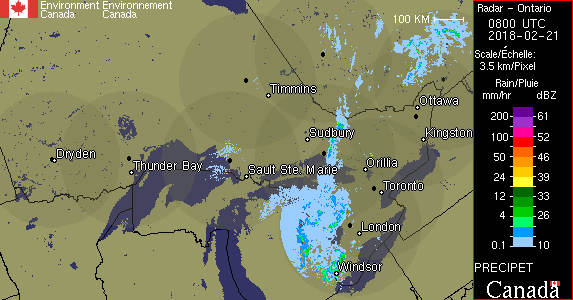 Environment Environnement
Canada Canada
100 KM
Timmins
Ottawa
Sudbury
Kingston
Dryden
Thunder Bay
Sault Ste. Marie
Orillia
Toronto
London
Windsor
Radar - Ontario
0800 UTC
2018-02-21
Scale/Échelle:
3.5 km/Pixel
Rain/Pluie
mm/hr dBZ
200 61
100 52
50 46
24 39
12 33
4 26
0.1 10
PRECIPET
Canada